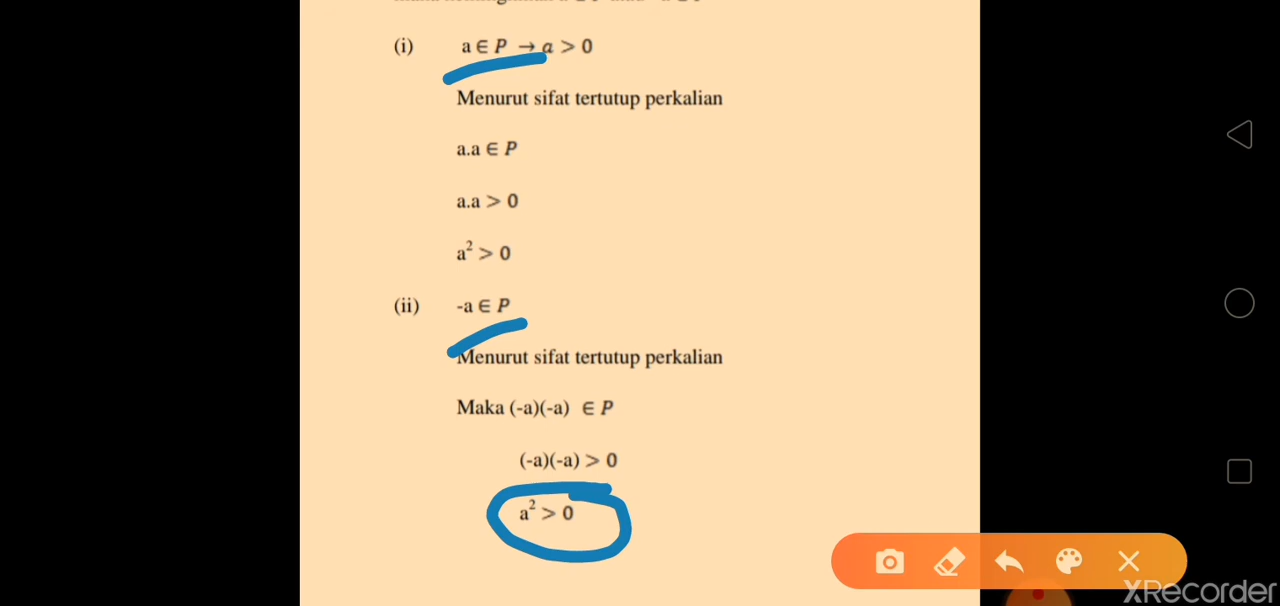 (i) a ∈ P → a > 0
Menurut sifat tertutup perkalian
a.a ∈ P
a.a > 0
a² > 0
(ii) -a ∈ P
Menurut sifat tertutup perkalian
Maka (-a)(-a) ∈ P
(-a)(-a) > 0
a² > 0
XRecorder